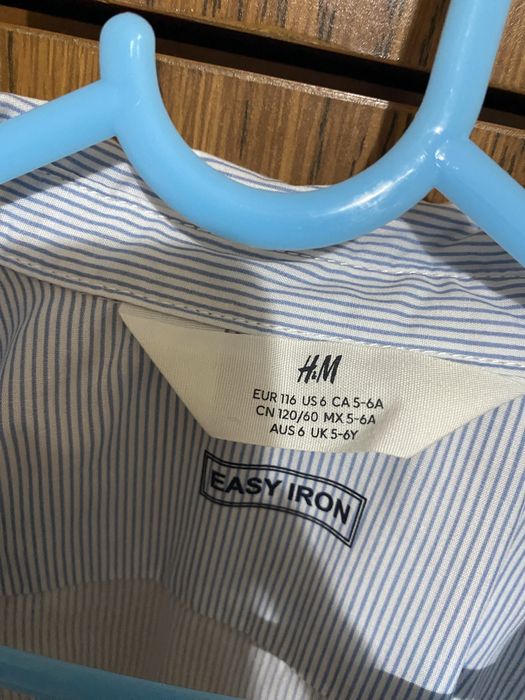 H&M
EUR 116 US 6 CA 5-6A
CN 120/60 MX 5-6A
AUS 6 UK 5-6Y
EASY IRON